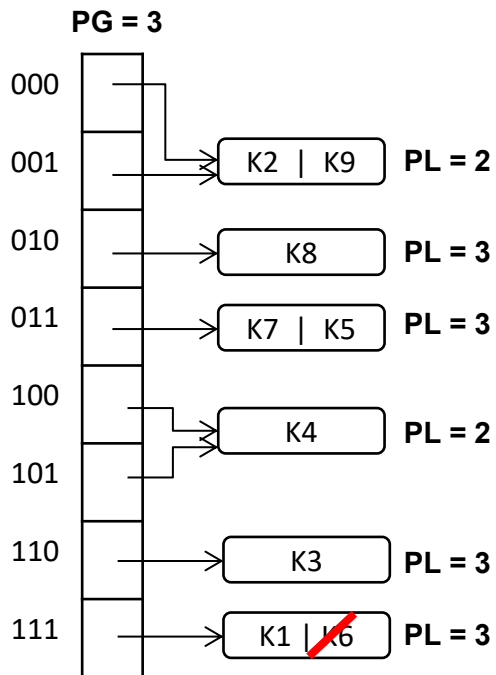 PG = 3
000
001
K2 | K9 PL = 2
010
K8 PL = 3
011
K7 | K5 PL = 3
100
K4 PL = 2
101
110
K3 PL = 3
111
K1 | K6 PL = 3